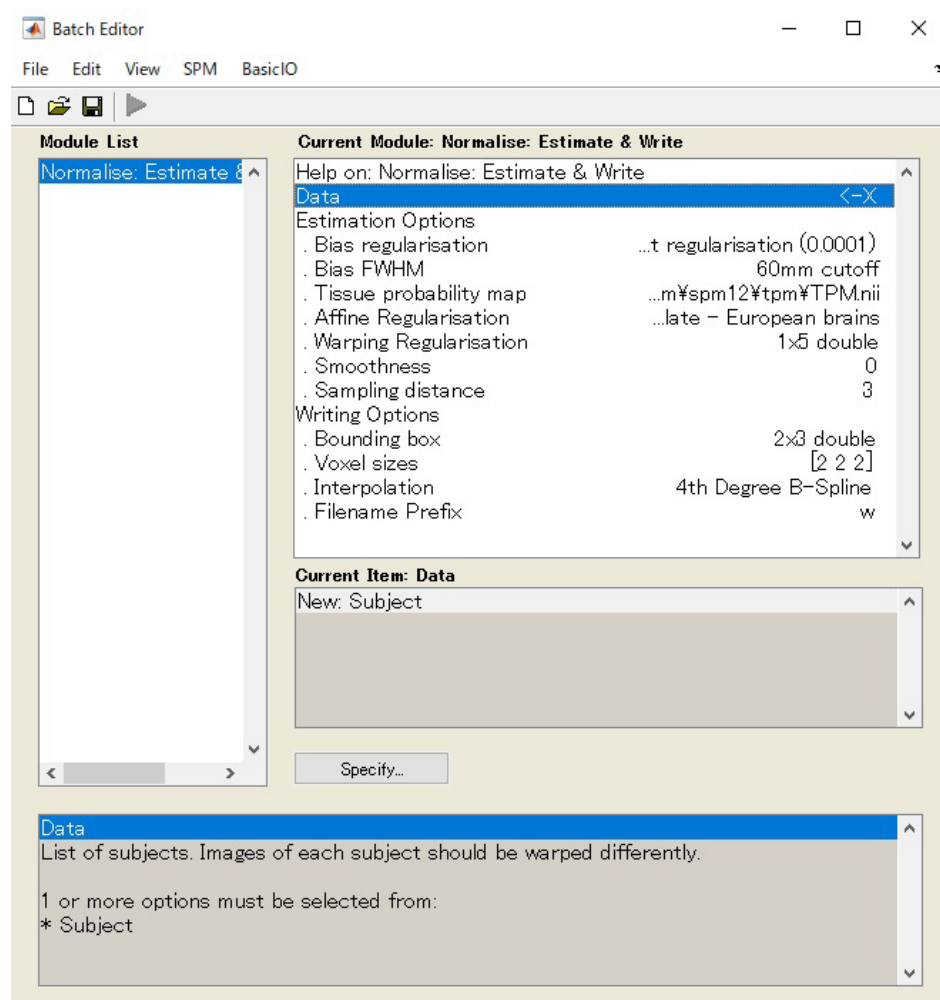 Batch Editor
File Edit View SPM BasicIO
Module List
Normalise: Estimate &
Current Module: Normalise: Estimate & Write
Help on: Normalise: Estimate & Write
Data <-X
Estimation Options
. Bias regularisation ...t regularisation (0.0001)
. Bias FWHM 60mm cutoff
. Tissue probability map ...m¥spm12¥tpm¥TPM.nii
. Affine Regularisation ...late - European brains
. Warping Regularisation 1x5 double
. Smoothness 0
. Sampling distance 3
Writing Options
. Bounding box 2x3 double
. Voxel sizes [2 2 2]
. Interpolation 4th Degree B-Spline
. Filename Prefix w
Current Item: Data
New: Subject
Specify...
Data
List of subjects. Images of each subject should be warped differently.
1 or more options must be selected from:
* Subject